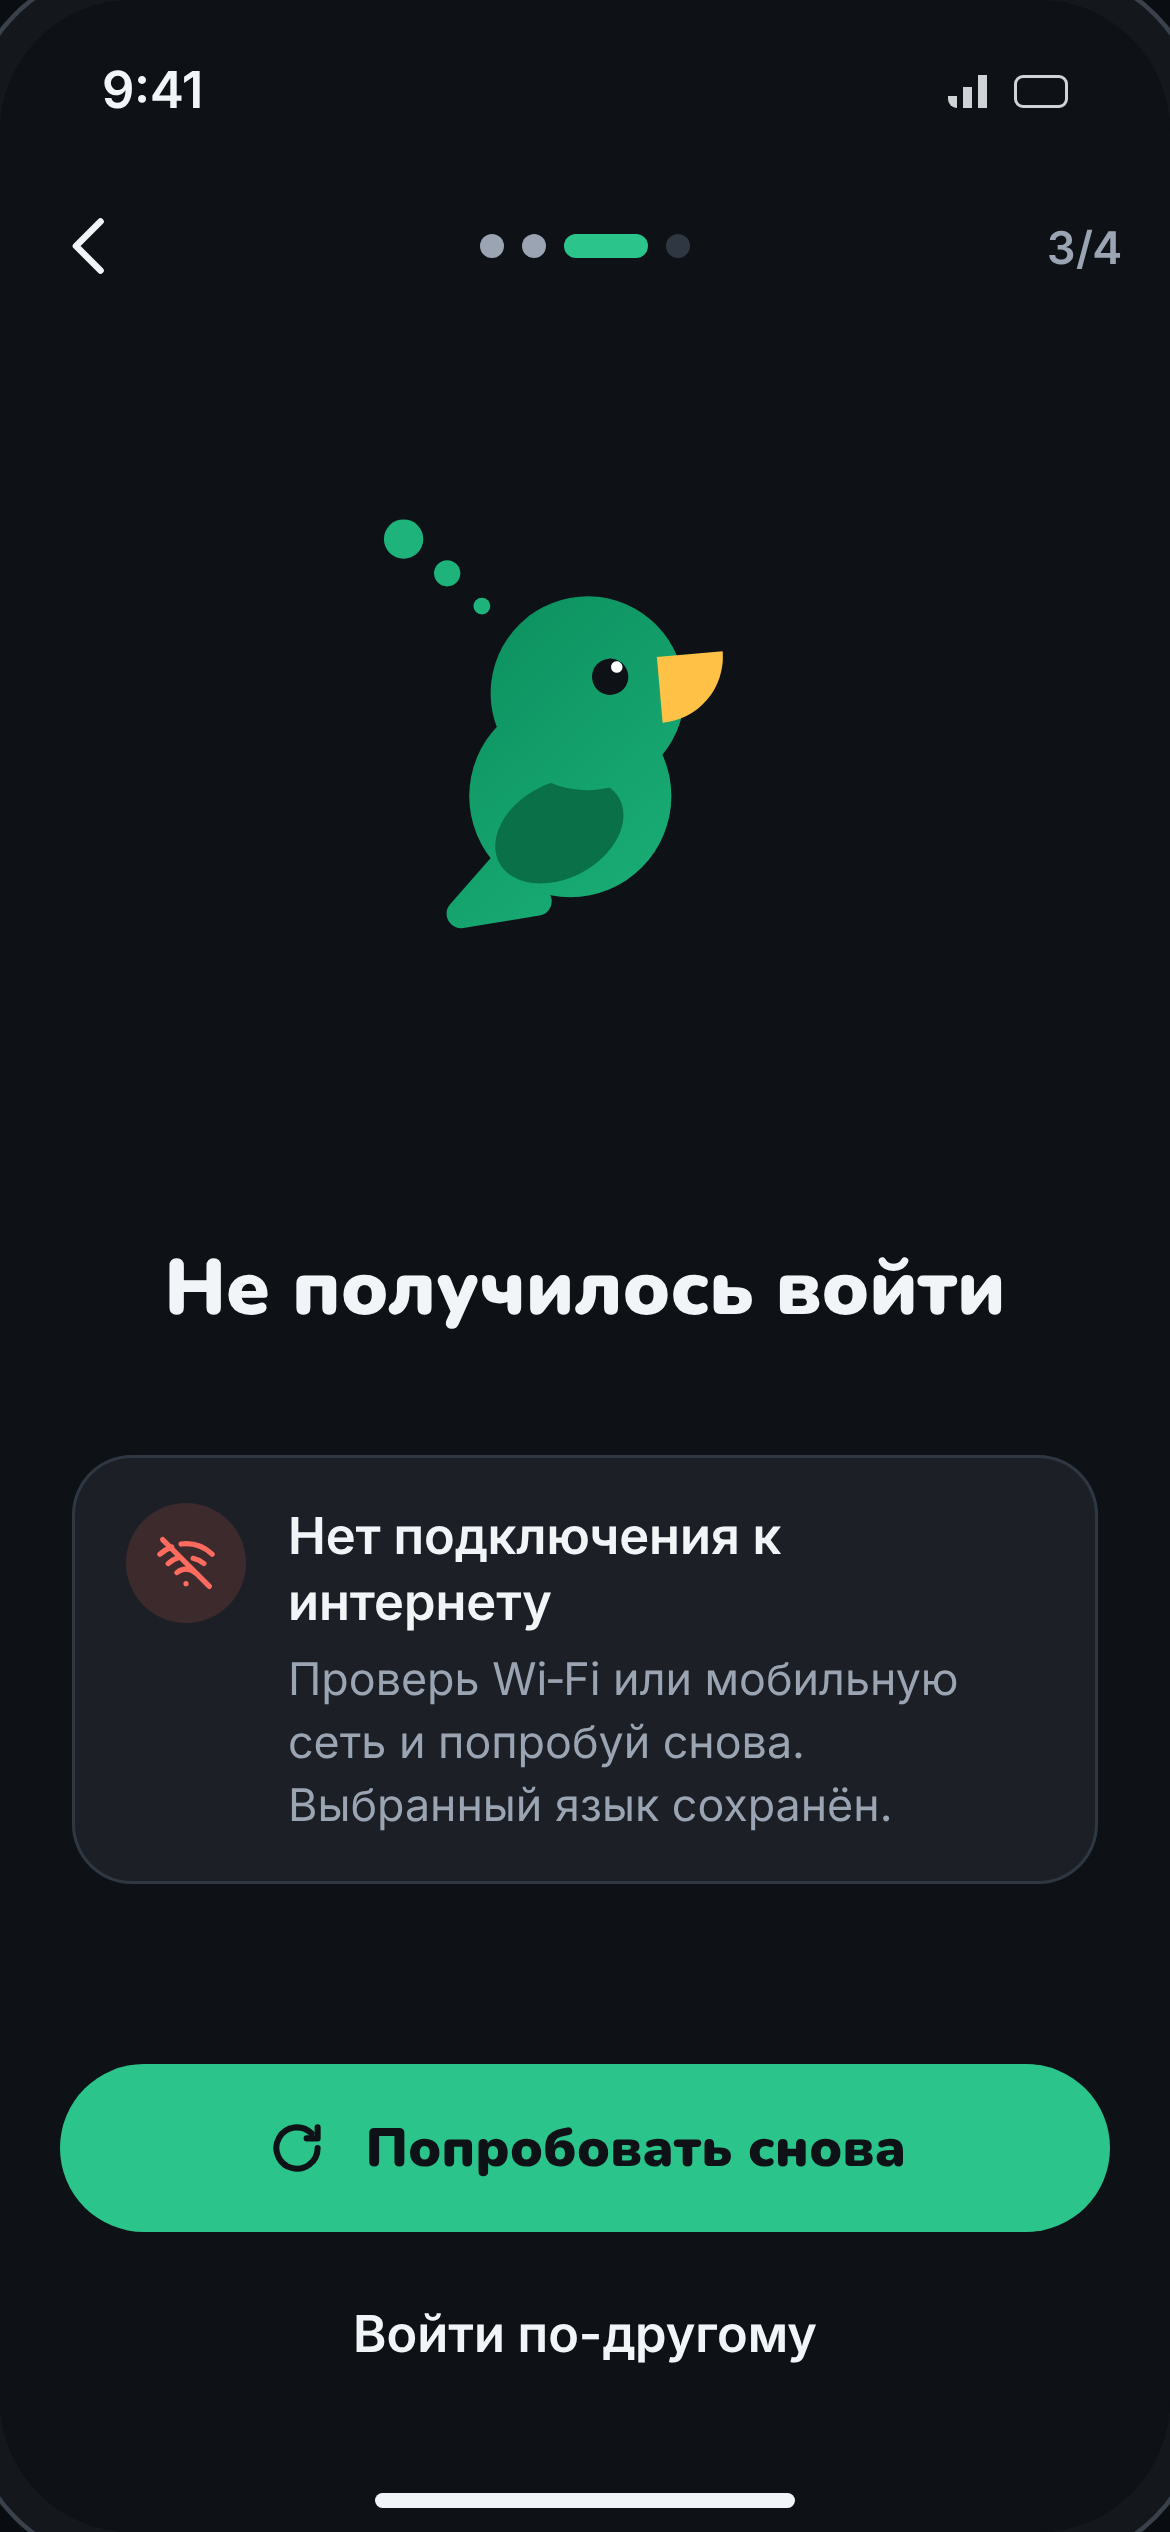 9:41
3/4
Не получилось войти
Нет подключения к
интернету
Проверь Wi-Fi или мобильную
сеть и попробуй снова.
Выбранный язык сохранён.
Попробовать снова
Войти по-другому